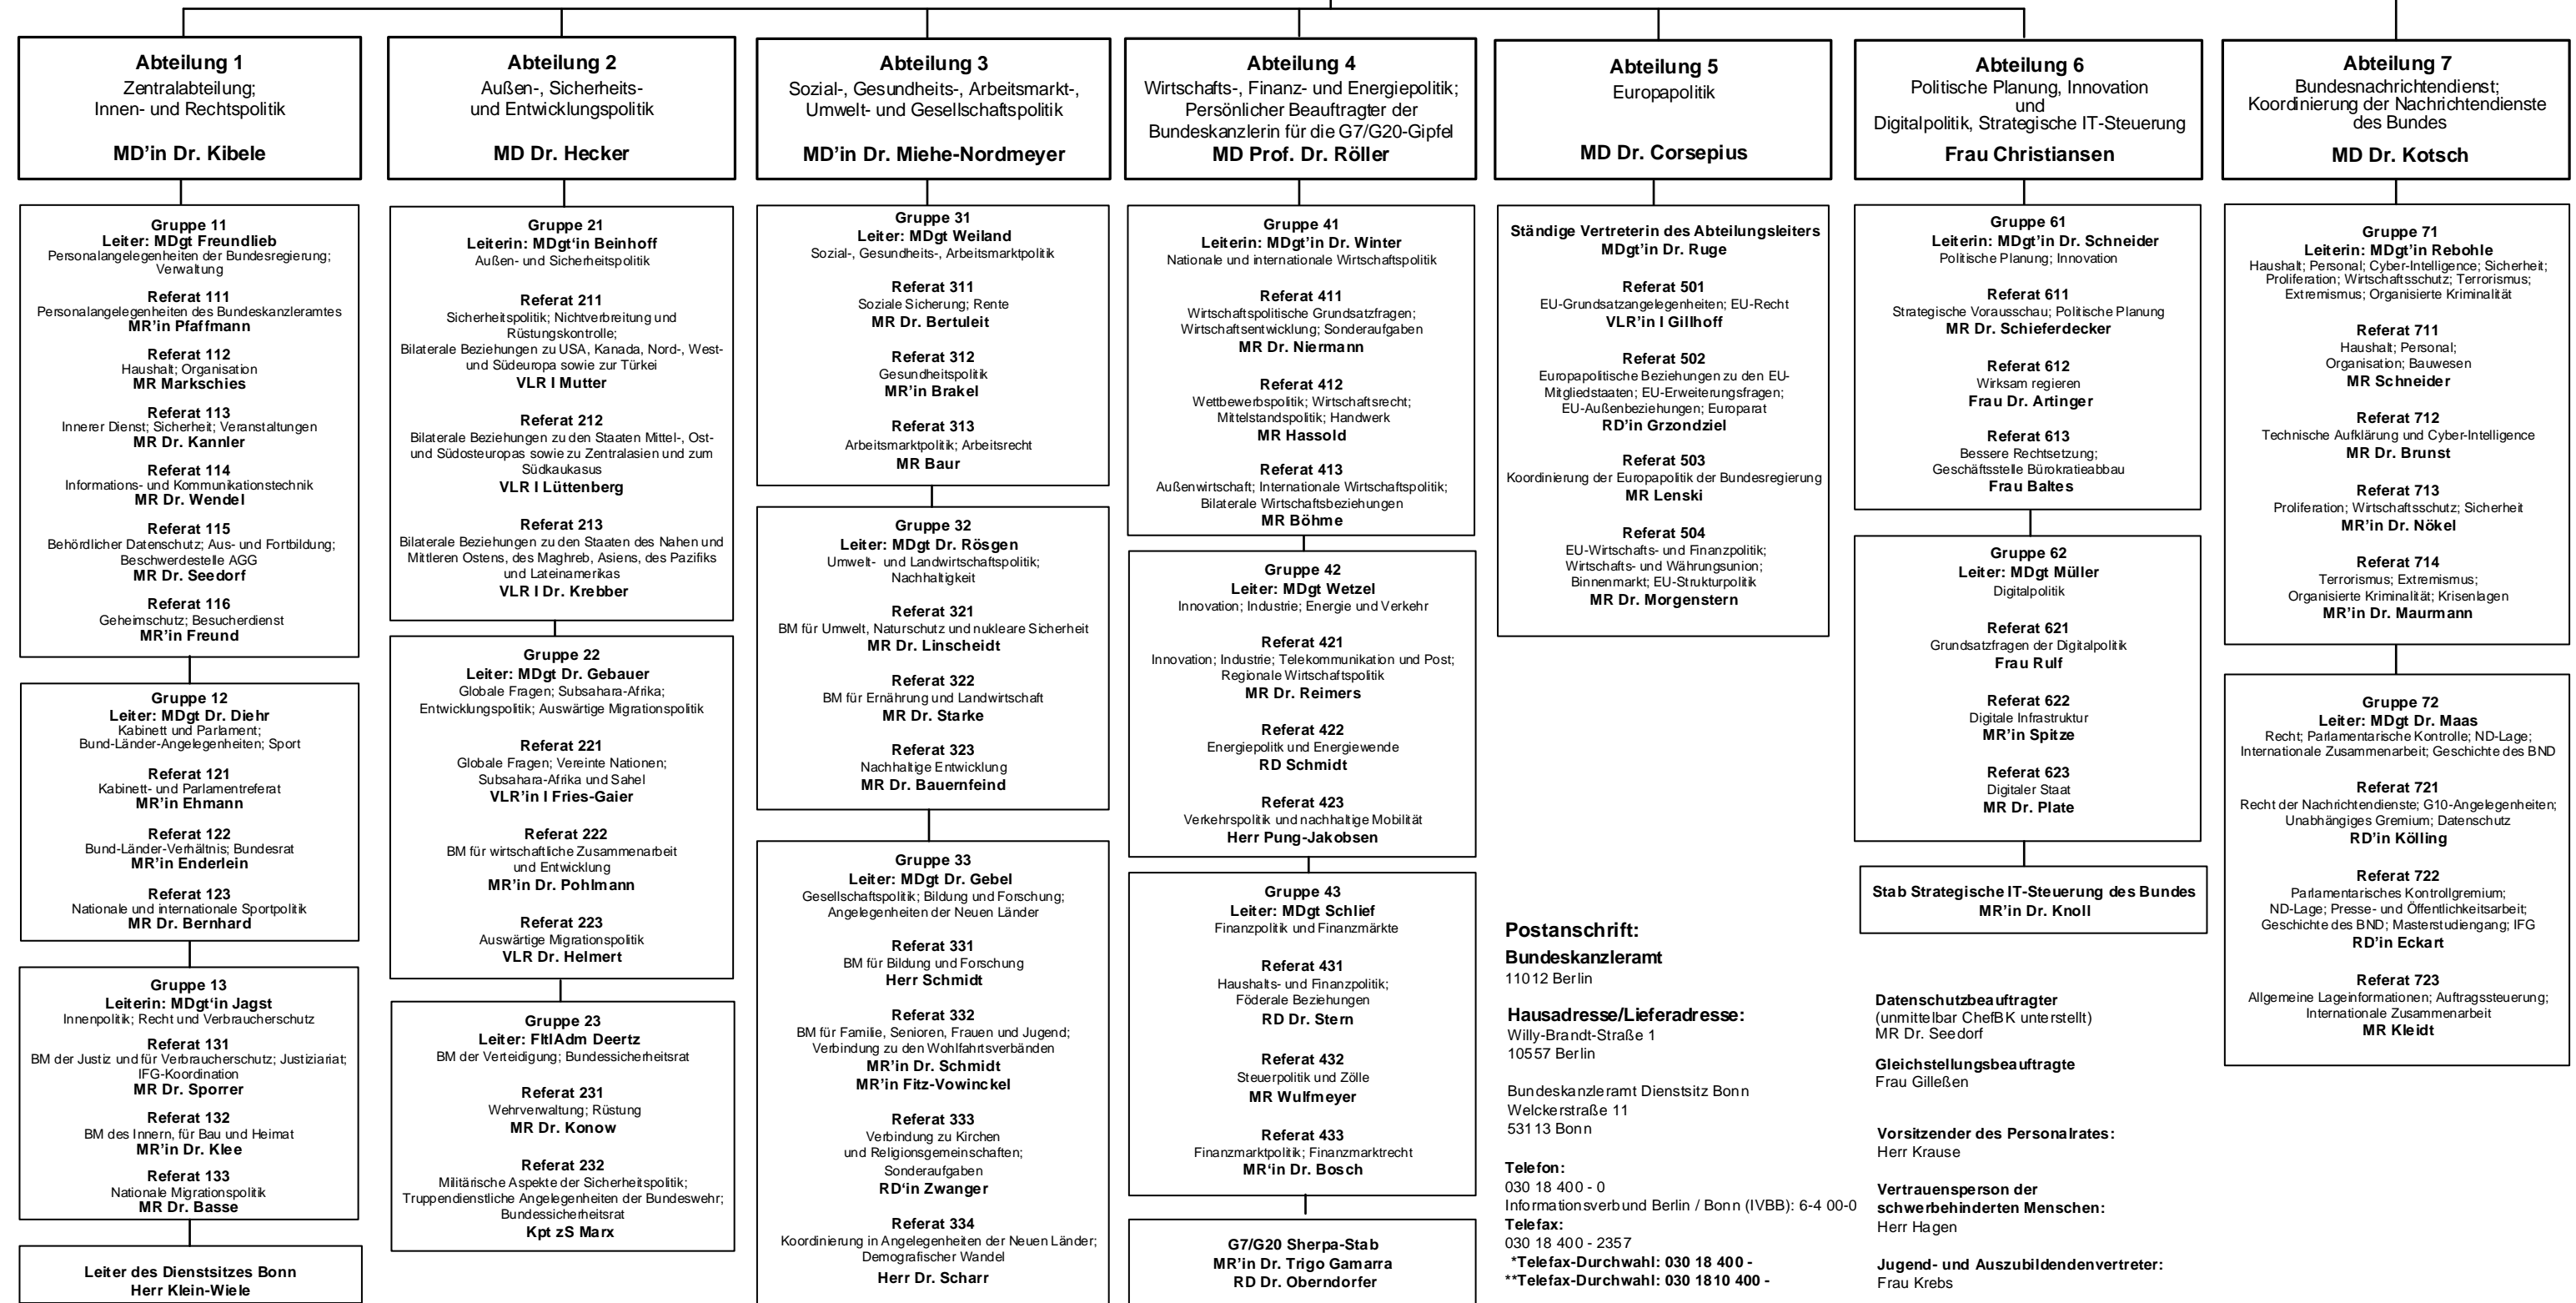 Abteilung 1
Zentralabteilung;
Innen- und Rechtspolitik
MD’in Dr. Kibele
Gruppe 11
Leiter: MDgt Freundlieb
Personalangelegenheiten der Bundesregierung;
Verwaltung
Referat 111
Personalangelegenheiten des Bundeskanzleramtes
MR’in Pfaffmann
Referat 112
Haushalt; Organisation
MR Markschies
Referat 113
Innerer Dienst; Sicherheit; Veranstaltungen
MR Dr. Kannler
Referat 114
Informations- und Kommunikationstechnik
MR Dr. Wendel
Referat 115
Behördlicher Datenschutz; Aus- und Fortbildung;
Beschwerdestelle AGG
MR Dr. Seedorf
Referat 116
Geheimschutz; Besucherdienst
MR’in Freund
Gruppe 12
Leiter: MDgt Dr. Diehr
Kabinett und Parlament;
Bund-Länder-Angelegenheiten; Sport
Referat 121
Kabinett- und Parlamentreferat
MR’in Ehmann
Referat 122
Bund-Länder-Verhältnis; Bundesrat
MR’in Enderlein
Referat 123
Nationale und internationale Sportpolitik
MR Dr. Bernhard
Gruppe 13
Leiterin: MDgt‘in Jagst
Innenpolitik; Recht und Verbraucherschutz
Referat 131
BM der Justiz und für Verbraucherschutz; Justiziariat;
IFG-Koordination
MR Dr. Sporrer
Referat 132
BM des Innern, für Bau und Heimat
MR’in Dr. Klee
Referat 133
Nationale Migrationspolitik
MR Dr. Basse
Leiter des Dienstsitzes Bonn
Herr Klein-Wiele
Abteilung 2
Außen-, Sicherheits-
und Entwicklungspolitik
MD Dr. Hecker
Gruppe 21
Leiterin: MDgt‘in Beinhoff
Außen- und Sicherheitspolitik
Referat 211
Sicherheitspolitik; Nichtverbreitung und
Rüstungskontrolle;
Bilaterale Beziehungen zu USA, Kanada, Nord-, West-
und Südeuropa sowie zur Türkei
VLR I Mutter
Referat 212
Bilaterale Beziehungen zu den Staaten Mittel-, Ost-
und Südosteuropas sowie zu Zentralasien und zum
Südkaukasus
VLR I Lüttenberg
Referat 213
Bilaterale Beziehungen zu den Staaten des Nahen und
Mittleren Ostens, des Maghreb, Asiens, des Pazifiks
und Lateinamerikas
VLR I Dr. Krebber
Gruppe 22
Leiter: MDgt Dr. Gebauer
Globale Fragen; Subsahara-Afrika;
Entwicklungspolitik; Auswärtige Migrationspolitik
Referat 221
Globale Fragen; Vereinte Nationen;
Subsahara-Afrika und Sahel
VLR’in I Fries-Gaier
Referat 222
BM für wirtschaftliche Zusammenarbeit
und Entwicklung
MR’in Dr. Pohlmann
Referat 223
Auswärtige Migrationspolitik
VLR Dr. Helmert
Gruppe 23
Leiter: FltlAdm Deertz
BM der Verteidigung; Bundessicherheitsrat
Referat 231
Wehrverwaltung; Rüstung
MR Dr. Konow
Referat 232
Militärische Aspekte der Sicherheitspolitik;
Truppendienstliche Angelegenheiten der Bundeswehr;
Bundessicherheitsrat
Kpt zS Marx
Abteilung 3
Sozial-, Gesundheits-, Arbeitsmarkt-,
Umwelt- und Gesellschaftspolitik
MD’in Dr. Miehe-Nordmeyer
Gruppe 31
Leiter: MDgt Weiland
Sozial-, Gesundheits-, Arbeitsmarktpolitik
Referat 311
Soziale Sicherung; Rente
MR Dr. Bertuleit
Referat 312
Gesundheitspolitik
MR’in Brakel
Referat 313
Arbeitsmarktpolitik; Arbeitsrecht
MR Baur
Gruppe 32
Leiter: MDgt Dr. Rösgen
Umwelt- und Landwirtschaftspolitik;
Nachhaltigkeit
Referat 321
BM für Umwelt, Naturschutz und nukleare Sicherheit
MR Dr. Linscheidt
Referat 322
BM für Ernährung und Landwirtschaft
MR Dr. Starke
Referat 323
Nachhaltige Entwicklung
MR Dr. Bauernfeind
Gruppe 33
Leiter: MDgt Dr. Gebel
Gesellschaftspolitik; Bildung und Forschung;
Angelegenheiten der Neuen Länder
Referat 331
BM für Bildung und Forschung
Herr Schmidt
Referat 332
BM für Familie, Senioren, Frauen und Jugend;
Verbindung zu den Wohlfahrtsverbänden
MR’in Dr. Schmidt
MR’in Fitz-Vowinckel
Referat 333
Verbindung zu Kirchen
und Religionsgemeinschaften;
Sonderaufgaben
RD‘in Zwanger
Referat 334
Koordinierung in Angelegenheiten der Neuen Länder;
Demografischer Wandel
Herr Dr. Scharr
Abteilung 4
Wirtschafts-, Finanz- und Energiepolitik;
Persönlicher Beauftragter der
Bundeskanzlerin für die G7/G20-Gipfel
MD Prof. Dr. Röller
Gruppe 41
Leiterin: MDgt’in Dr. Winter
Nationale und internationale Wirtschaftspolitik
Referat 411
Wirtschaftspolitische Grundsatzfragen;
Wirtschaftsentwicklung; Sonderaufgaben
MR Dr. Niermann
Referat 412
Wettbewerbspolitik; Wirtschaftsrecht;
Mittelstandspolitik; Handwerk
MR Hassold
Referat 413
Außenwirtschaft; Internationale Wirtschaftspolitik;
Bilaterale Wirtschaftsbeziehungen
MR Böhme
Gruppe 42
Leiter: MDgt Wetzel
Innovation; Industrie; Energie und Verkehr
Referat 421
Innovation; Industrie; Telekommunikation und Post;
Regionale Wirtschaftspolitik
MR Dr. Reimers
Referat 422
Energiepolitk und Energiewende
RD Schmidt
Referat 423
Verkehrspolitik und nachhaltige Mobilität
Herr Pung-Jakobsen
Gruppe 43
Leiter: MDgt Schlief
Finanzpolitik und Finanzmärkte
Referat 431
Haushalts- und Finanzpolitik;
Föderale Beziehungen
RD Dr. Stern
Referat 432
Steuerpolitik und Zölle
MR Wulfmeyer
Referat 433
Finanzmarktpolitik; Finanzmarktrecht
MR‘in Dr. Bosch
G7/G20 Sherpa-Stab
MR’in Dr. Trigo Gamarra
RD Dr. Oberndorfer
Abteilung 5
Europapolitik
MD Dr. Corsepius
Ständige Vertreterin des Abteilungsleiters
MDgt’in Dr. Ruge
Referat 501
EU-Grundsatzangelegenheiten; EU-Recht
VLR’in I Gillhoff
Referat 502
Europapolitische Beziehungen zu den EU-
Mitgliedstaaten; EU-Erweiterungsfragen;
EU-Außenbeziehungen; Europarat
RD’in Grzondziel
Referat 503
Koordinierung der Europapolitik der Bundesregierung
MR Lenski
Referat 504
EU-Wirtschafts- und Finanzpolitik;
Wirtschafts- und Währungsunion;
Binnenmarkt; EU-Strukturpolitik
MR Dr. Morgenstern
Postanschrift:
Bundeskanzleramt
11012 Berlin
Hausadresse/Lieferadresse:
Willy-Brandt-Straße 1
10557 Berlin
Bundeskanzleramt Dienstsitz Bonn
Welckerstraße 11
53113 Bonn
Telefon:
030 18 400 - 0
Informationsverbund Berlin / Bonn (IVBB): 6-4 00-0
Telefax:
030 18 400 - 2357
*Telefax-Durchwahl: 030 18 400 -
**Telefax-Durchwahl: 030 1810 400 -
Abteilung 6
Politische Planung, Innovation
und
Digitalpolitik, Strategische IT-Steuerung
Frau Christiansen
Gruppe 61
Leiterin: MDgt’in Dr. Schneider
Politische Planung; Innovation
Referat 611
Strategische Vorausschau; Politische Planung
MR Dr. Schieferdecker
Referat 612
Wirksam regieren
Frau Dr. Artinger
Referat 613
Bessere Rechtsetzung;
Geschäftsstelle Bürokratieabbau
Frau Baltes
Gruppe 62
Leiter: MDgt Müller
Digitalpolitik
Referat 621
Grundsatzfragen der Digitalpolitik
Frau Rulf
Referat 622
Digitale Infrastruktur
MR’in Spitze
Referat 623
Digitaler Staat
MR Dr. Plate
Stab Strategische IT-Steuerung des Bundes
MR’in Dr. Knoll
Datenschutzbeauftragter
(unmittelbar ChefBK unterstellt)
MR Dr. Seedorf
Gleichstellungsbeauftragte
Frau Gilleßen
Vorsitzender des Personalrates:
Herr Krause
Vertrauensperson der
schwerbehinderten Menschen:
Herr Hagen
Jugend- und Auszubildendenvertreter:
Frau Krebs
Abteilung 7
Bundesnachrichtendienst;
Koordinierung der Nachrichtendienste
des Bundes
MD Dr. Kotsch
Gruppe 71
Leiterin: MDgt’in Rebohle
Haushalt; Personal; Cyber-Intelligence; Sicherheit;
Proliferation; Wirtschaftsschutz; Terrorismus;
Extremismus; Organisierte Kriminalität
Referat 711
Haushalt; Personal;
Organisation; Bauwesen
MR Schneider
Referat 712
Technische Aufklärung und Cyber-Intelligence
MR Dr. Brunst
Referat 713
Proliferation; Wirtschaftsschutz; Sicherheit
MR’in Dr. Nökel
Referat 714
Terrorismus; Extremismus;
Organisierte Kriminalität; Krisenlagen
MR’in Dr. Maurmann
Gruppe 72
Leiter: MDgt Dr. Maas
Recht; Parlamentarische Kontrolle; ND-Lage;
Internationale Zusammenarbeit; Geschichte des BND
Referat 721
Recht der Nachrichtendienste; G10-Angelegenheiten;
Unabhängiges Gremium; Datenschutz
RD’in Kölling
Referat 722
Parlamentarisches Kontrollgremium;
ND-Lage; Presse- und Öffentlichkeitsarbeit;
Geschichte des BND; Masterstudiengang; IFG
RD’in Eckart
Referat 723
Allgemeine Lageinformationen; Auftragssteuerung;
Internationale Zusammenarbeit
MR Kleidt